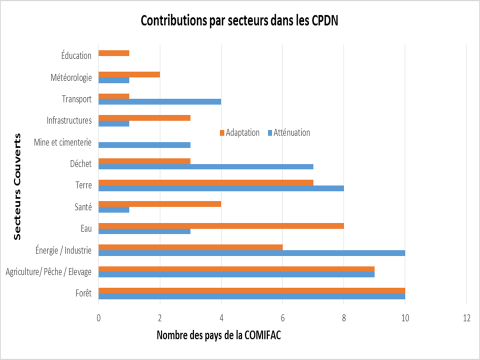 Contributions par secteurs dans les CPDN
Éducation
Météorologie
Transport
Infrastructures
Adaptation Atténuation
Mine et cimenterie
Déchet
Terre
Santé
Eau
Énergie / Industrie
Agriculture/ Pêche / Elevage
Forêt
Secteurs Couverts
0 2 4 6 8 10 12
Nombre des pays de la COMIFAC